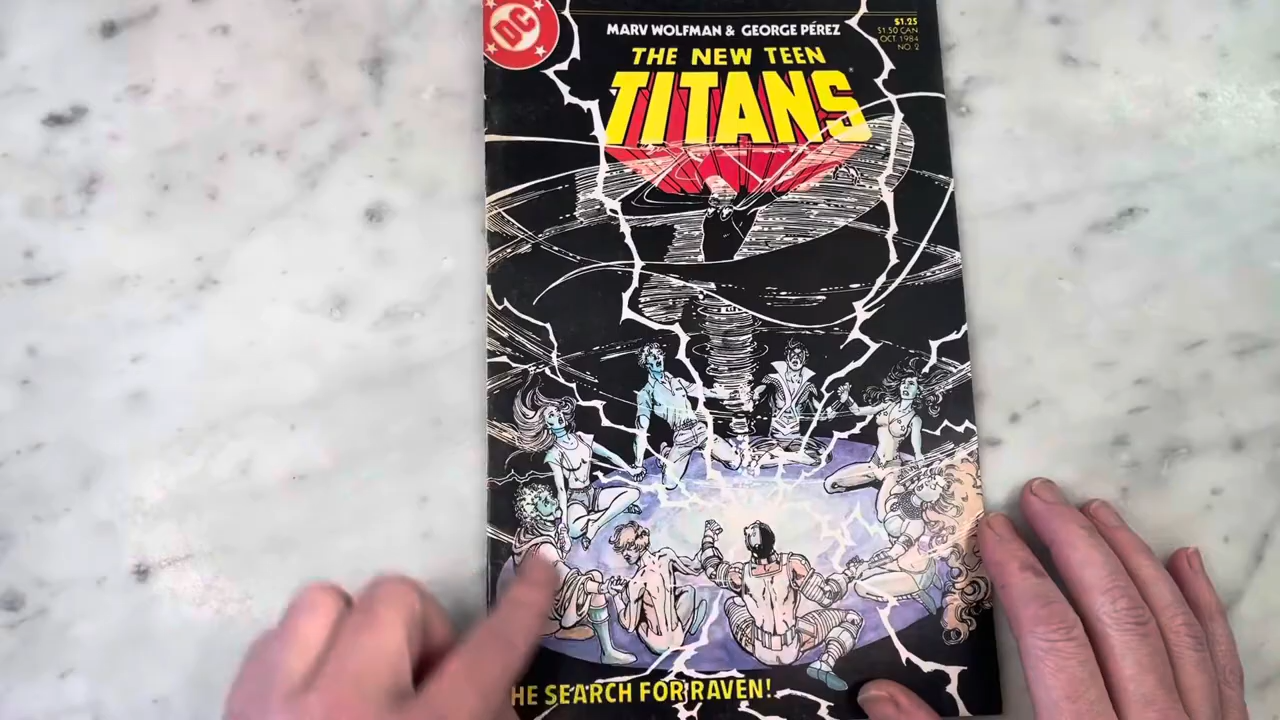 DC
MARV WOLFMAN & GEORGE PÉREZ
$1.25
$1.50 CAN
OCT. 1984
NO. 2
THE NEW TEEN
TITANS
HE SEARCH FOR RAVEN!